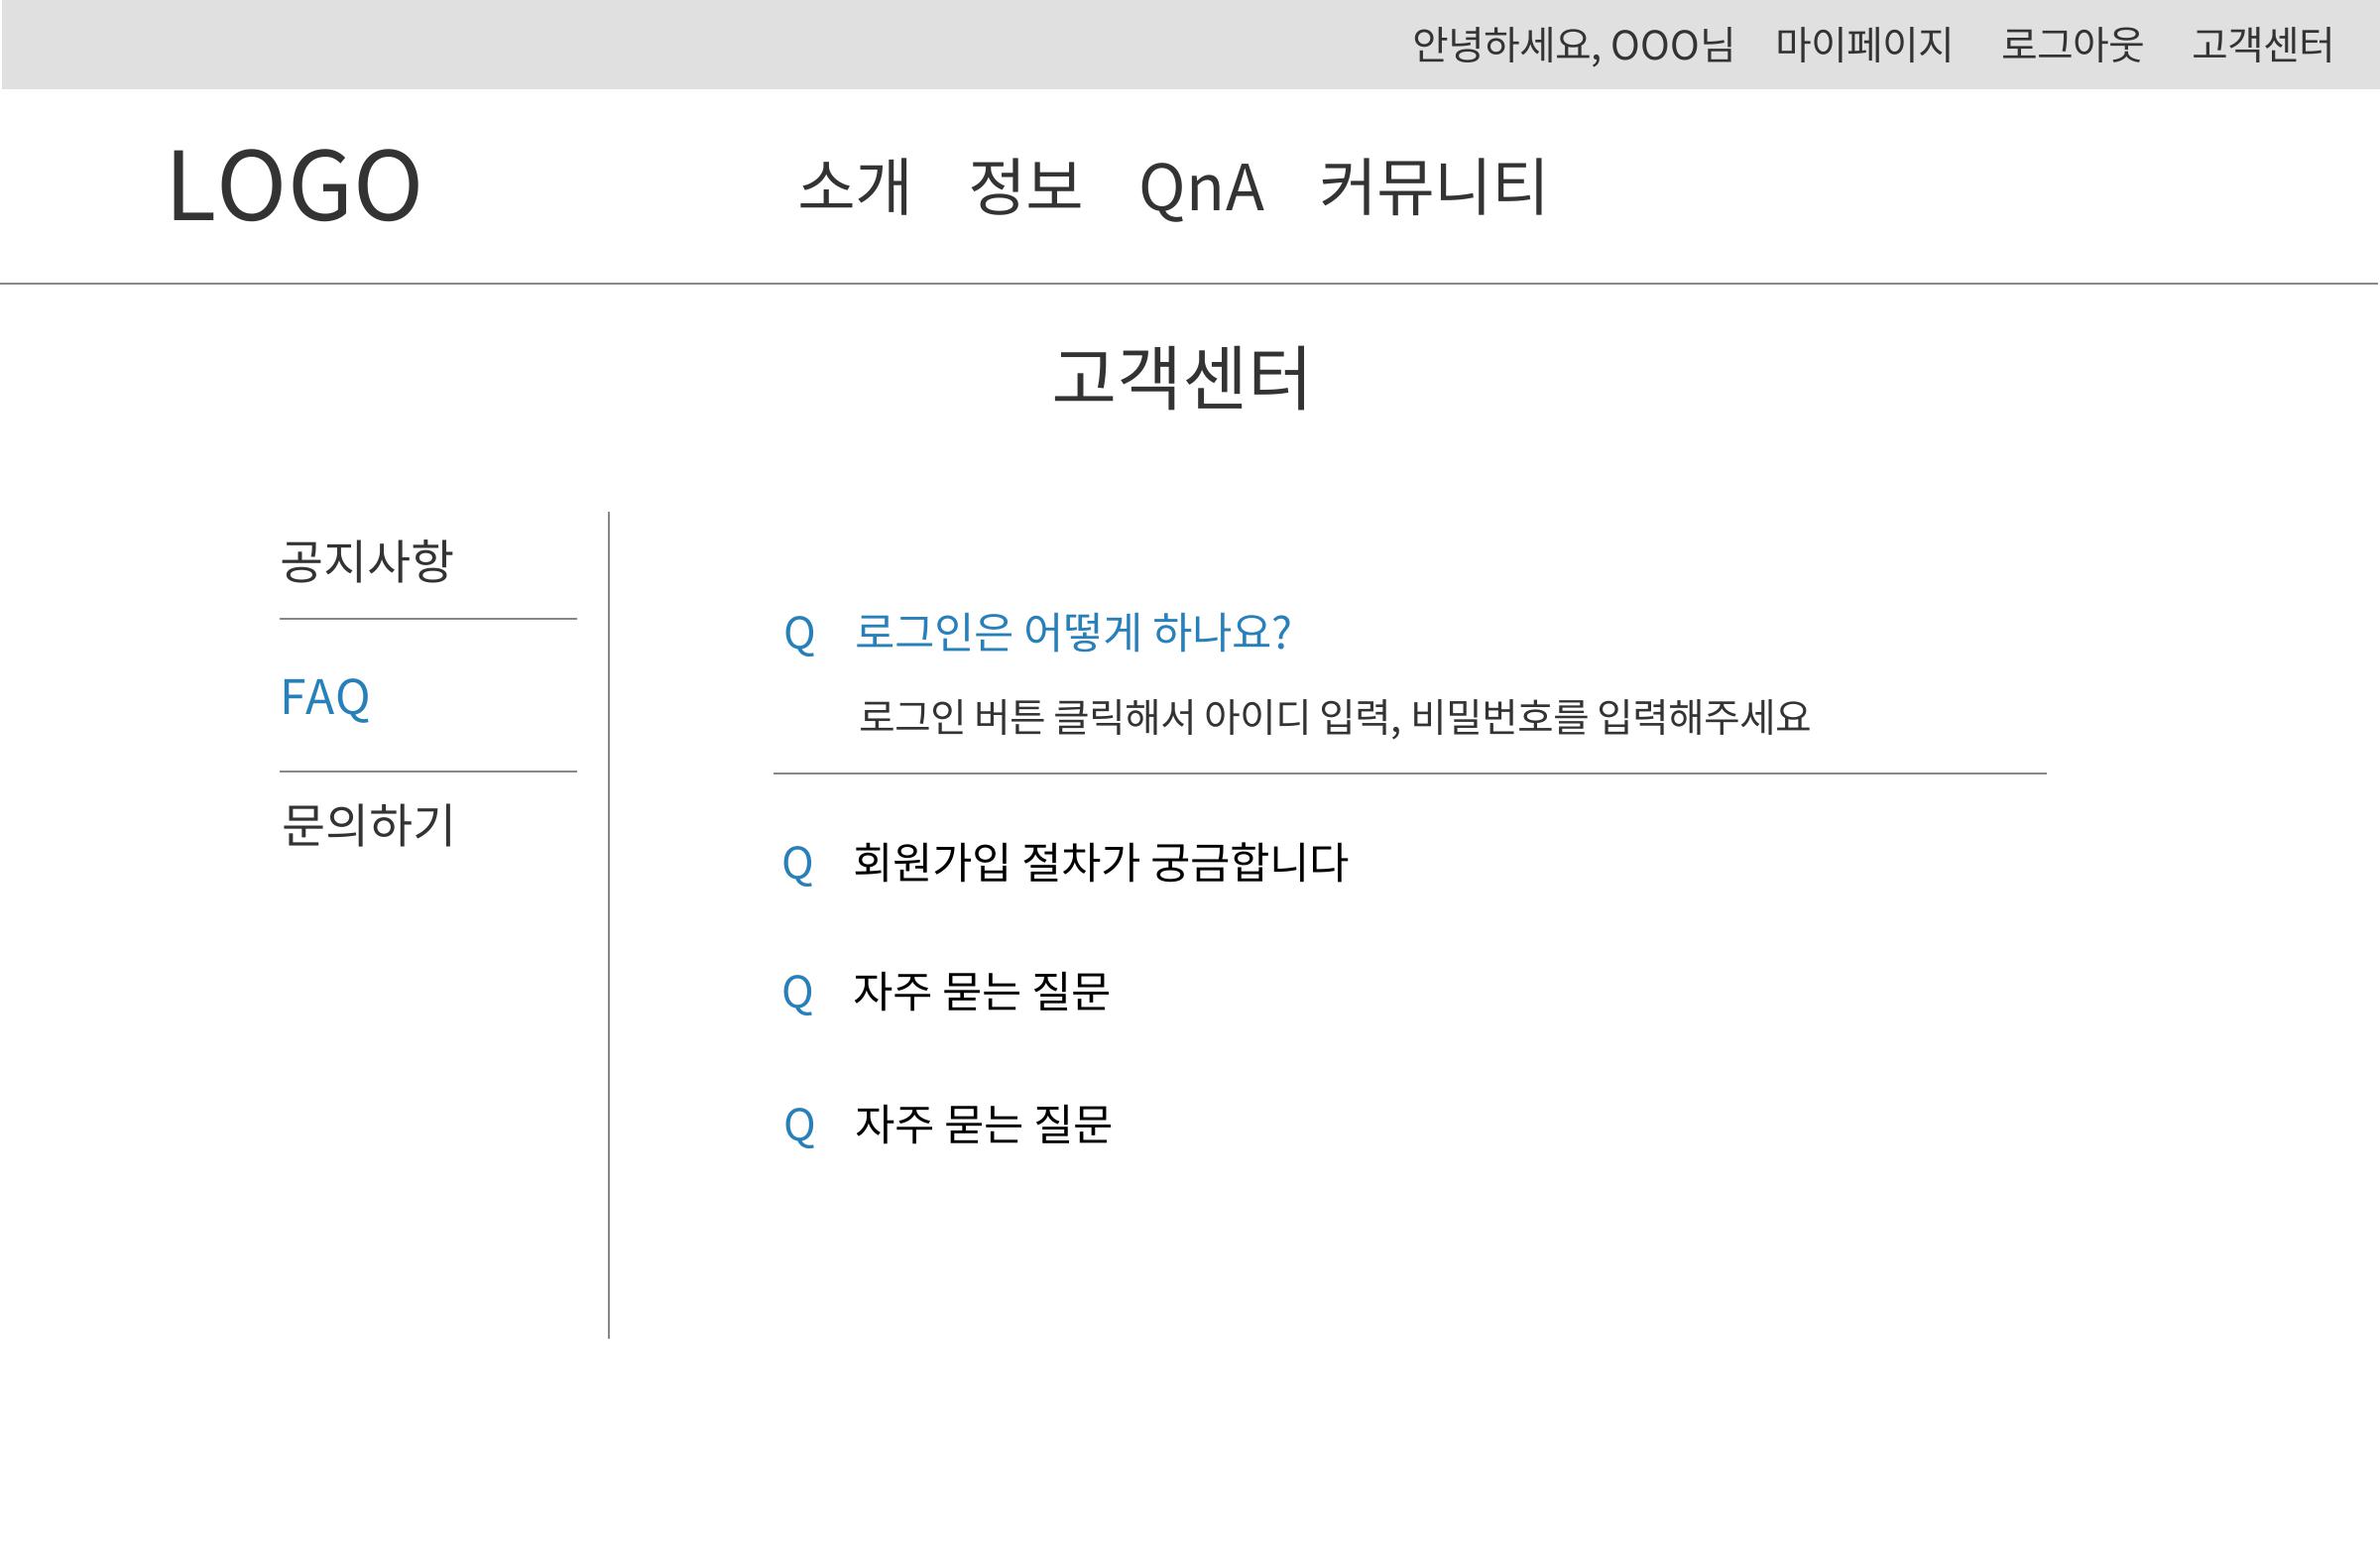 안녕하세요, OOO님 마이페이지 로그아웃 고객센터
LOGO 소개 정보 QnA 커뮤니티
고객센터
공지사항
FAQ
문의하기
Q 로그인은 어떻게 하나요?
로그인 버튼 클릭해서 아이디 입력, 비밀번호를 입력해주세요
Q 회원가입 절차가 궁금합니다
Q 자주 묻는 질문
Q 자주 묻는 질문